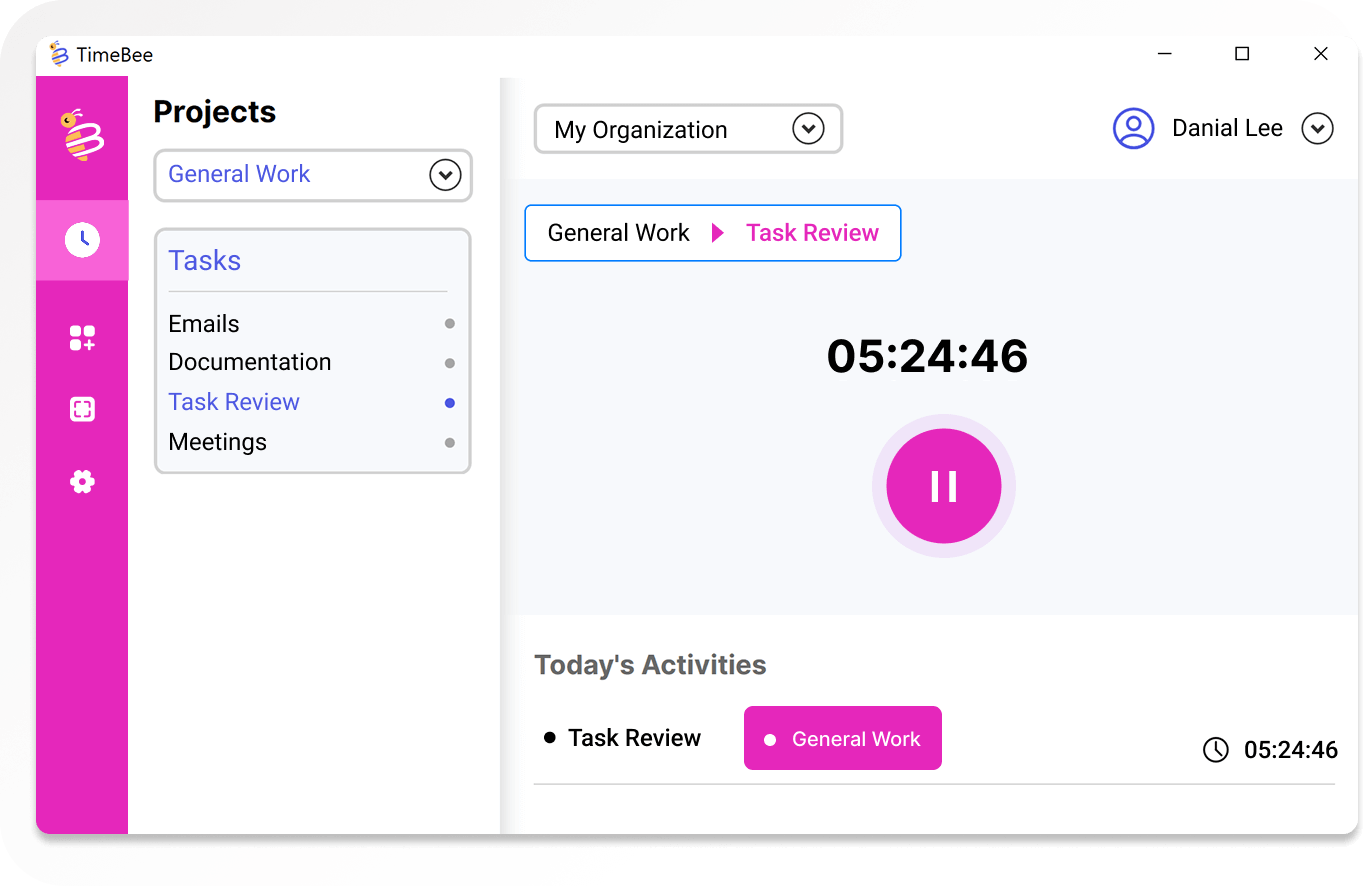 TimeBee
Projects
General Work
Tasks
Emails
Documentation
Task Review
Meetings
My Organization
Danial Lee
General Work Task Review
05:24:46
Today's Activities
Task Review General Work 05:24:46